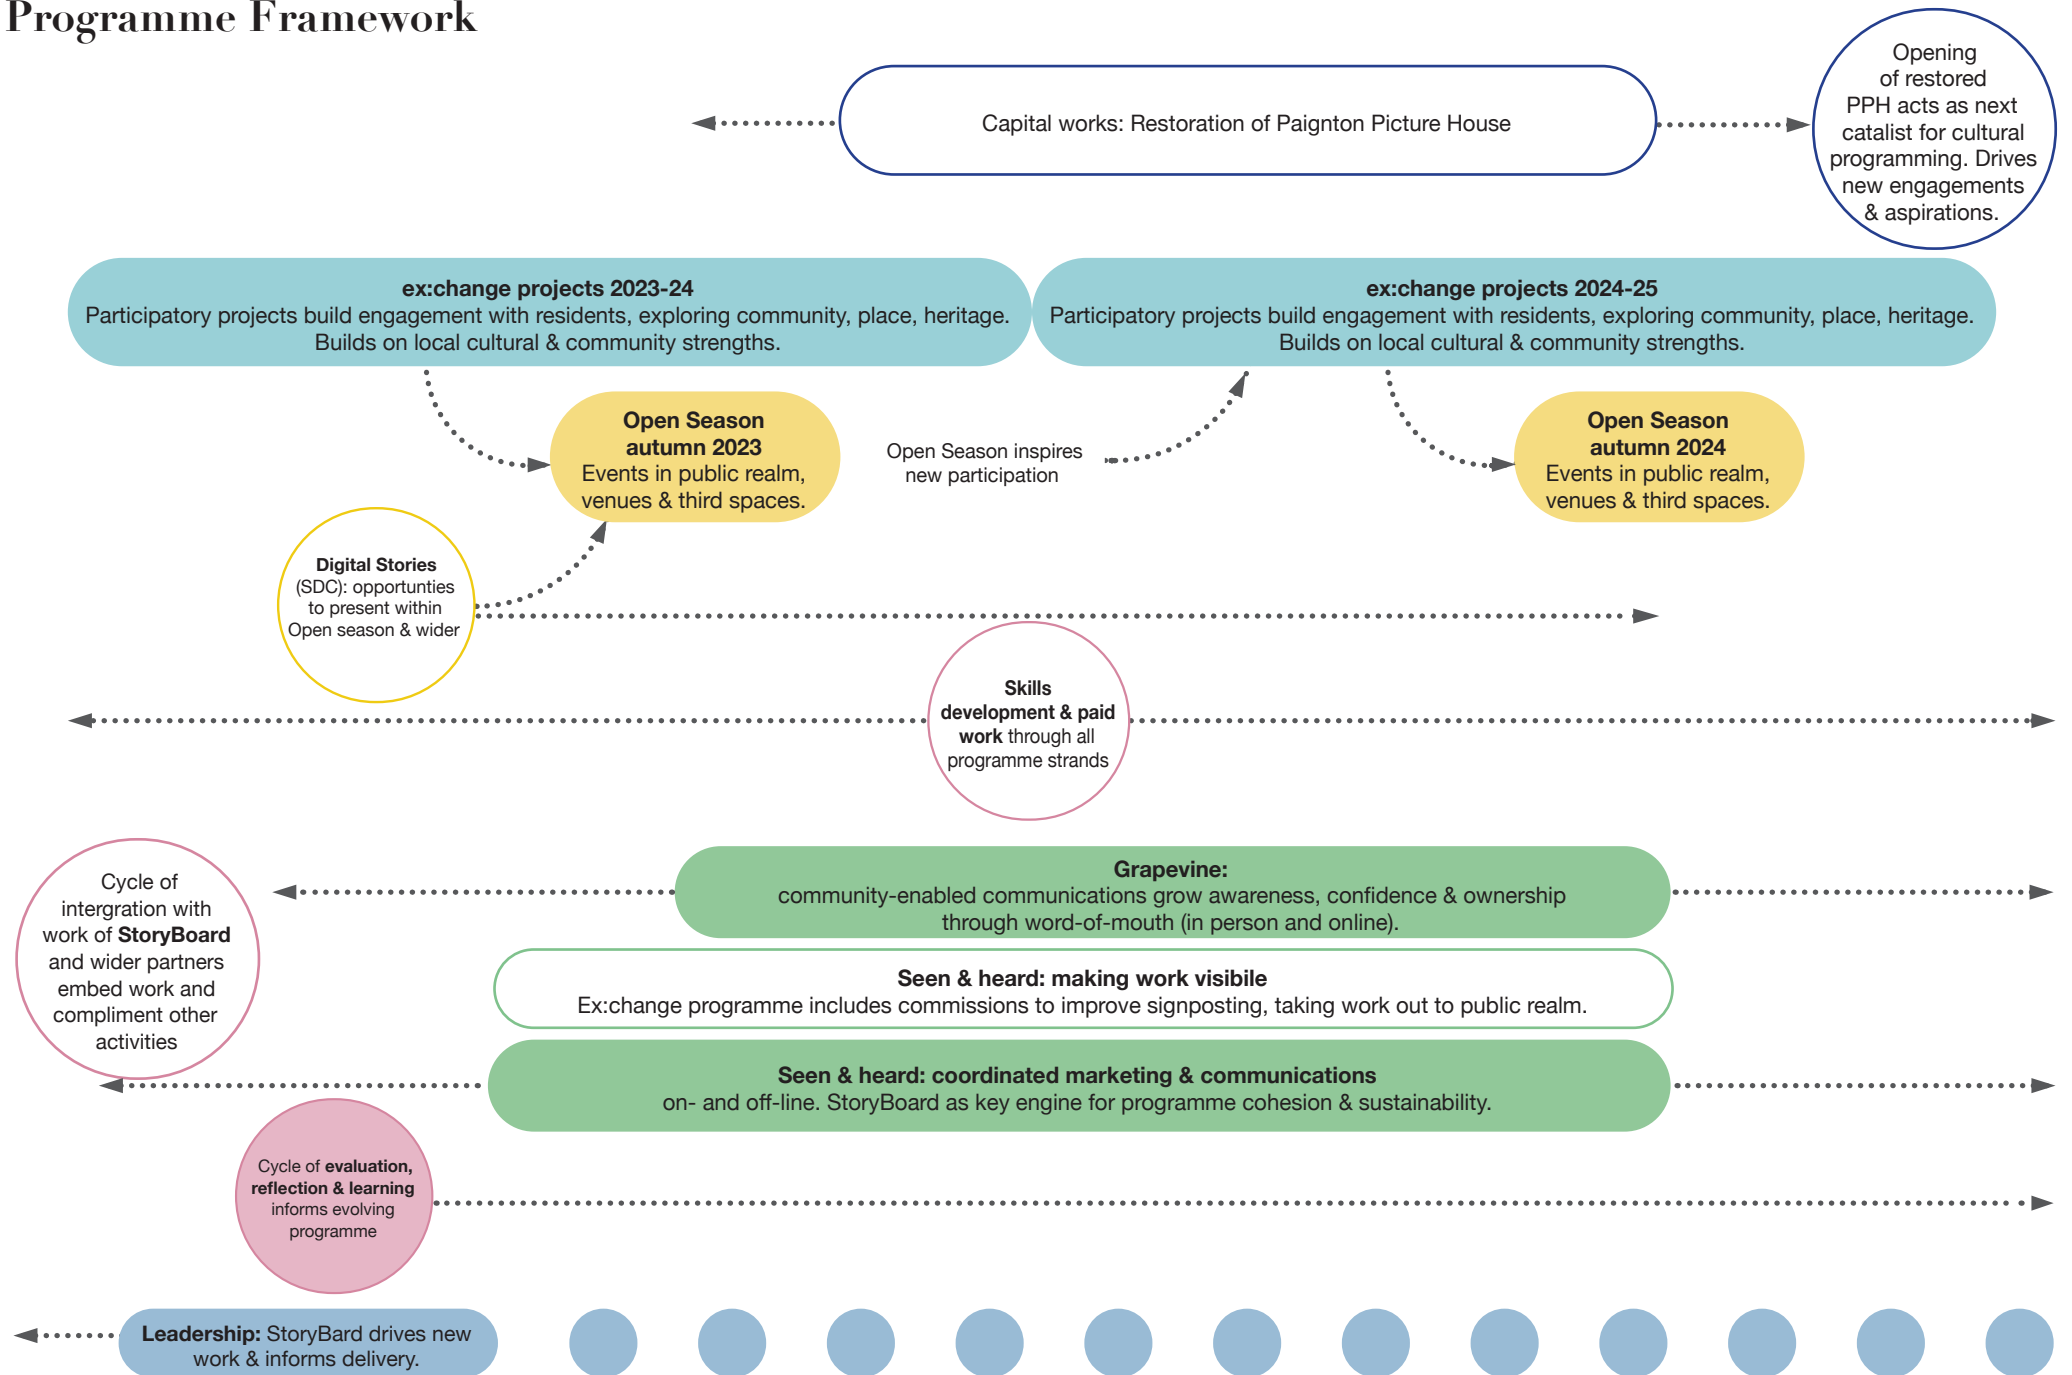 Programme Framework
Capital works: Restoration of Paignton Picture House
Opening
of restored
PPH acts as next
catalist for cultural
programming. Drives
new engagements
& aspirations.
ex:change projects 2023-24
Participatory projects build engagement with residents, exploring community, place, heritage.
Builds on local cultural & community strengths.
ex:change projects 2024-25
Participatory projects build engagement with residents, exploring community, place, heritage.
Builds on local cultural & community strengths.
Open Season
autumn 2023
Events in public realm,
venues & third spaces.
Open Season inspires
new participation
Open Season
autumn 2024
Events in public realm,
venues & third spaces.
Digital Stories
(SDC): opportunties
to present within
Open season & wider
Skills
development & paid
work through all
programme strands
Cycle of
intergration with
work of StoryBoard
and wider partners
embed work and
compliment other
activities
Grapevine:
community-enabled communications grow awareness, confidence & ownership
through word-of-mouth (in person and online).
Seen & heard: making work visibile
Ex:change programme includes commissions to improve signposting, taking work out to public realm.
Seen & heard: coordinated marketing & communications
on- and off-line. StoryBoard as key engine for programme cohesion & sustainability.
Cycle of evaluation,
reflection & learning
informs evolving
programme
Leadership: StoryBard drives new
work & informs delivery.